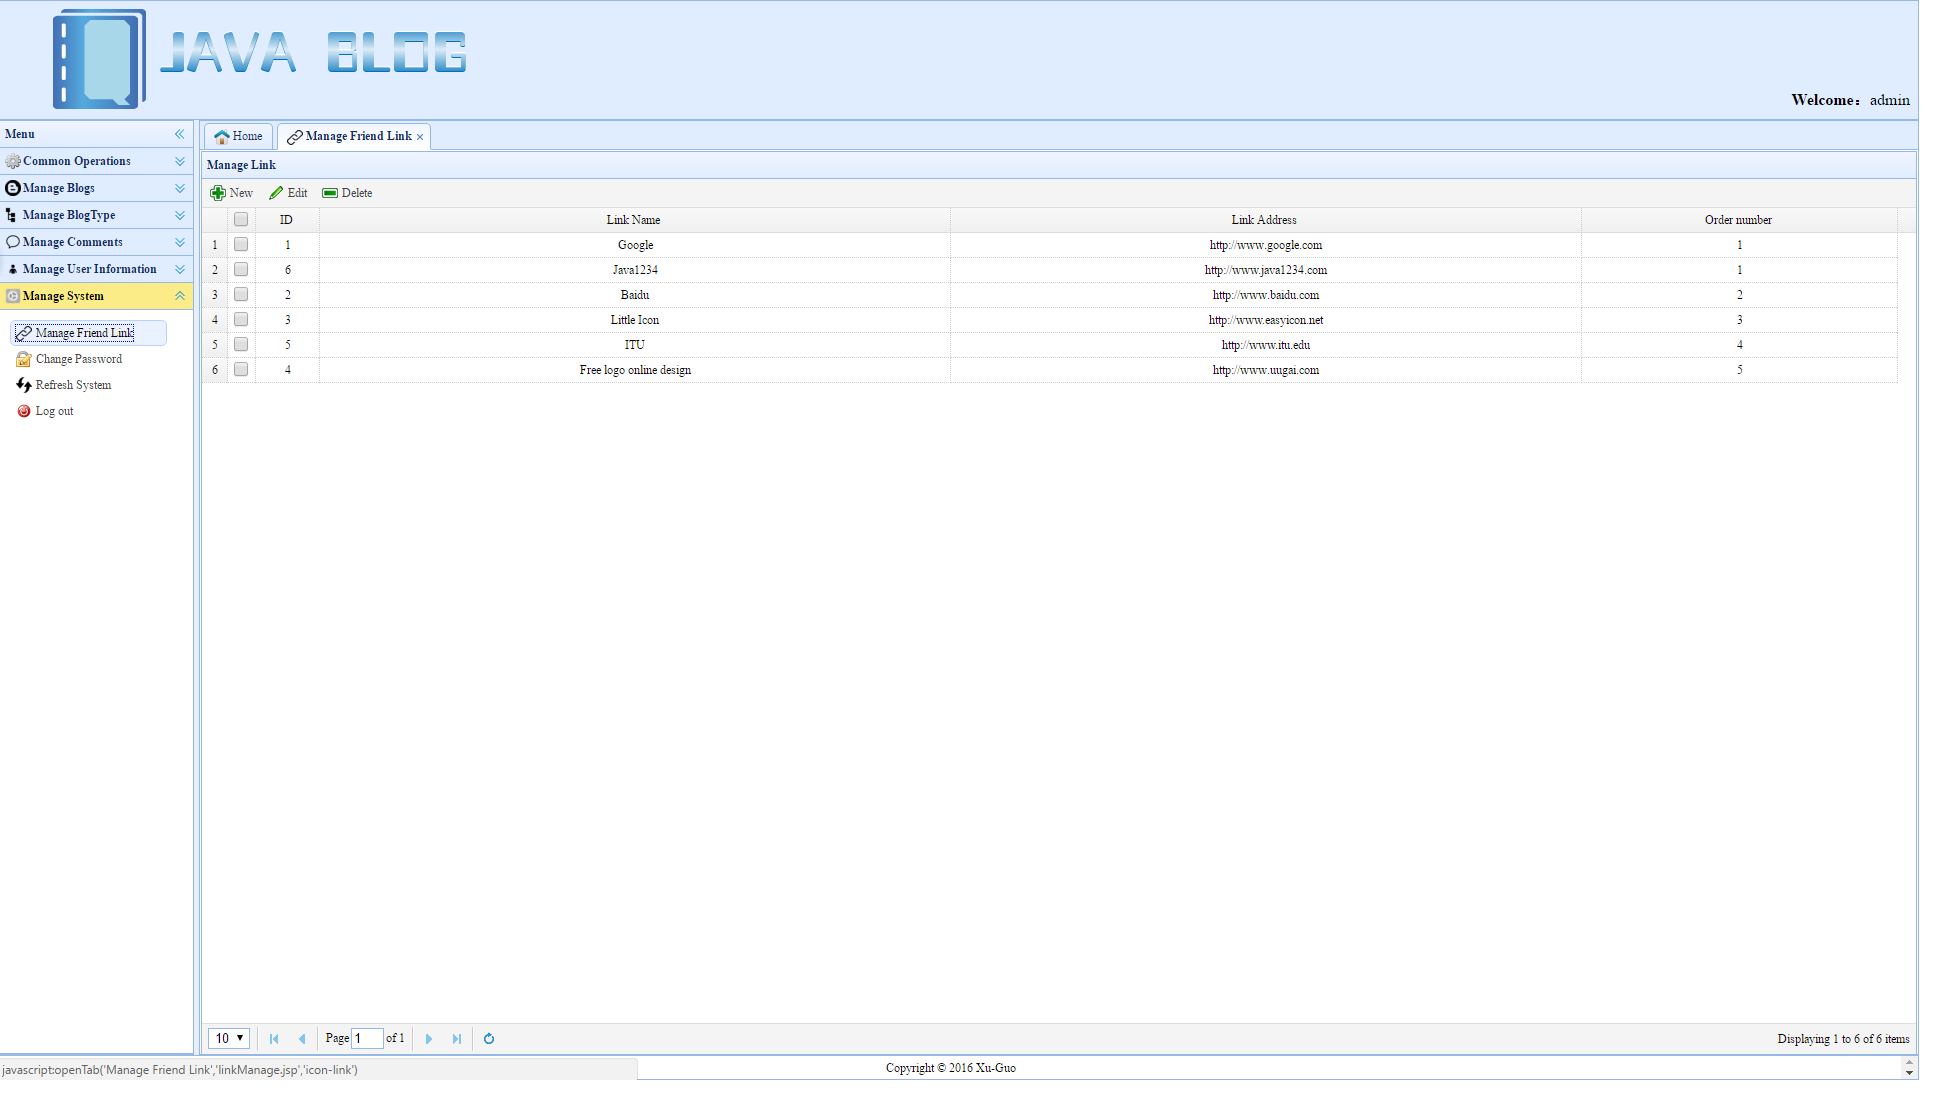 JAVA BLOG
Welcome： admin
Menu
Common Operations
Manage Blogs
Manage BlogType
Manage Comments
Manage User Information
Manage System
Manage Friend Link
Change Password
Refresh System
Log out
Home Manage Friend Link ×
Manage Link
New Edit Delete
ID Link Name Link Address Order number
1 1 Google http://www.google.com 1
2 6 Java1234 http://www.java1234.com 1
3 2 Baidu http://www.baidu.com 2
4 3 Little Icon http://www.easyicon.net 3
5 5 ITU http://www.itu.edu 4
6 4 Free logo online design http://www.uugai.com 5
10 Page 1 of 1 Displaying 1 to 6 of 6 items
Copyright © 2016 Xu-Guo
javascript:openTab('Manage Friend Link','linkManage.jsp','icon-link')